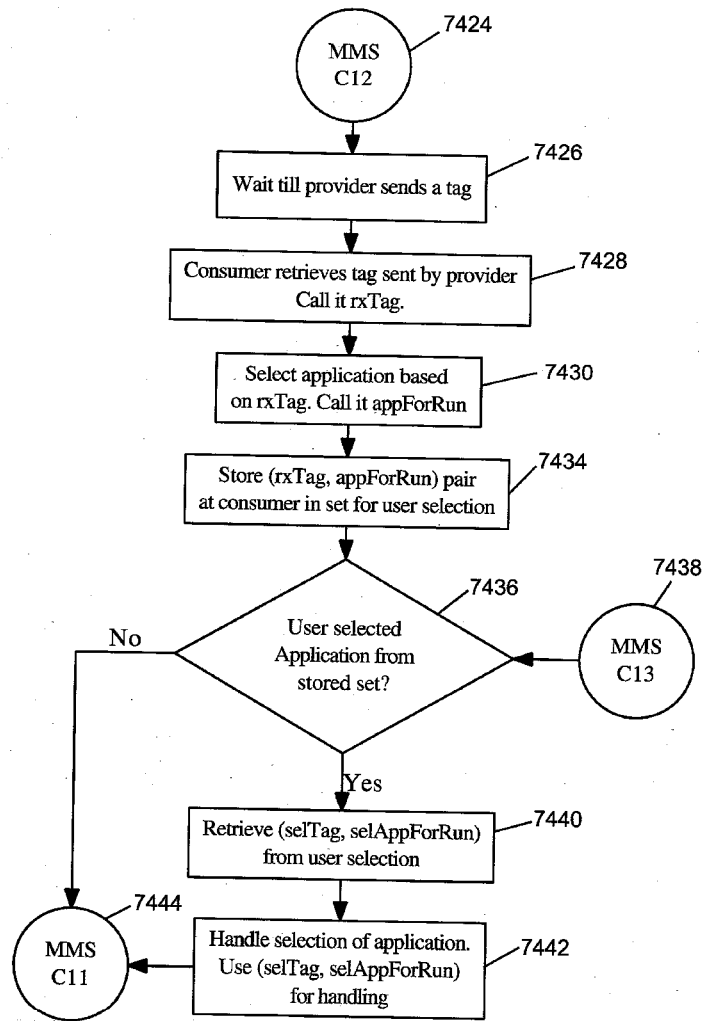 MMS
C12
7424
Wait till provider sends a tag
7426
Consumer retrieves tag sent by provider
Call it rxTag.
7428
Select application based
on rxTag. Call it appForRun
7430
Store (rxTag, appForRun) pair
at consumer in set for user selection
7434
User selected
Application from
stored set?
7436
7438
MMS
C13
No
Yes
Retrieve (selTag, selAppForRun)
from user selection
7440
7444
MMS
C11
Handle selection of application.
Use (selTag, selAppForRun)
for handling
7442